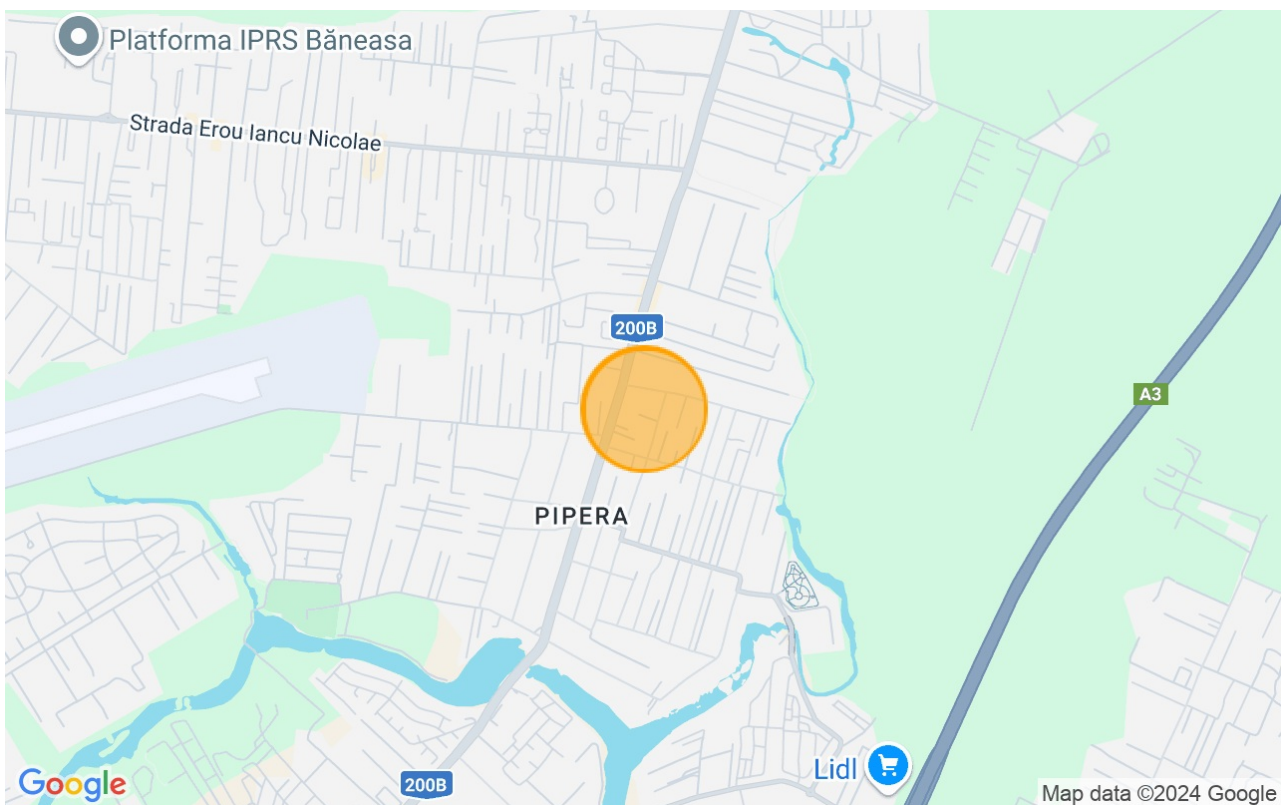 Platforma IPRS Băneasa
Strada Erou Iancu Nicolae
200B
A3
PIPERA
Lidl
200B
Google
Map data ©2024 Google